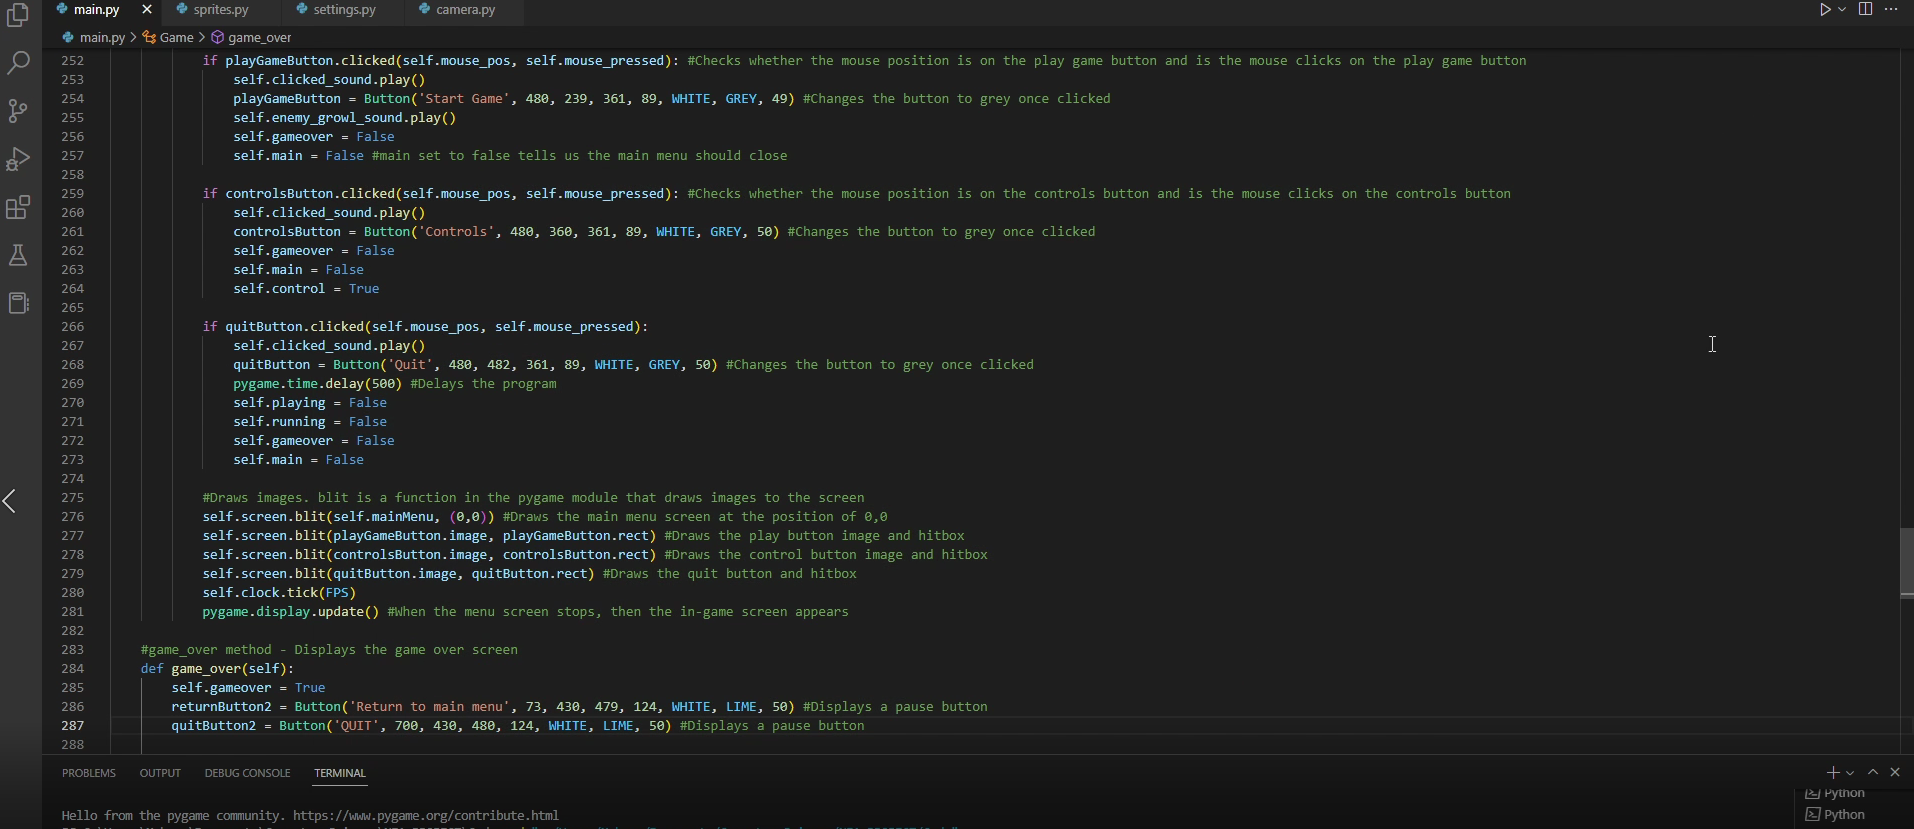 main.py sprites.py settings.py camera.py
main.py > Game > game_over
252 if playGameButton.clicked(self.mouse_pos, self.mouse_pressed): #Checks whether the mouse position is on the play game button and is the mouse clicks on the play game button
253 self.clicked_sound.play()
254 playGameButton = Button('Start Game', 480, 239, 361, 89, WHITE, GREY, 49) #Changes the button to grey once clicked
255 self.enemy_growl_sound.play()
256 self.gameover = False
257 self.main = False #main set to false tells us the main menu should close
258
259 if controlsButton.clicked(self.mouse_pos, self.mouse_pressed): #Checks whether the mouse position is on the controls button and is the mouse clicks on the controls button
260 self.clicked_sound.play()
261 controlsButton = Button('Controls', 480, 360, 361, 89, WHITE, GREY, 50) #Changes the button to grey once clicked
262 self.gameover = False
263 self.main = False
264 self.control = True
265
266 if quitButton.clicked(self.mouse_pos, self.mouse_pressed):
267 self.clicked_sound.play()
268 quitButton = Button('Quit', 480, 482, 361, 89, WHITE, GREY, 50) #Changes the button to grey once clicked
269 pygame.time.delay(500) #Delays the program
270 self.playing = False
271 self.running = False
272 self.gameover = False
273 self.main = False
274
275 #Draws images. blit is a function in the pygame module that draws images to the screen
276 self.screen.blit(self.mainMenu, (0,0)) #Draws the main menu screen at the position of 0,0
277 self.screen.blit(playGameButton.image, playGameButton.rect) #Draws the play button image and hitbox
278 self.screen.blit(controlsButton.image, controlsButton.rect) #Draws the control button image and hitbox
279 self.screen.blit(quitButton.image, quitButton.rect) #Draws the quit button and hitbox
280 self.clock.tick(FPS)
281 pygame.display.update() #When the menu screen stops, then the in-game screen appears
282
283 #game_over method - Displays the game over screen
284 def game_over(self):
285 self.gameover = True
286 returnButton2 = Button('Return to main menu', 73, 430, 479, 124, WHITE, LIME, 50) #Displays a pause button
287 quitButton2 = Button('QUIT', 700, 430, 480, 124, WHITE, LIME, 50) #Displays a pause button
288
PROBLEMS OUTPUT DEBUG CONSOLE TERMINAL
Python
Hello from the pygame community. https://www.pygame.org/contribute.html
Python